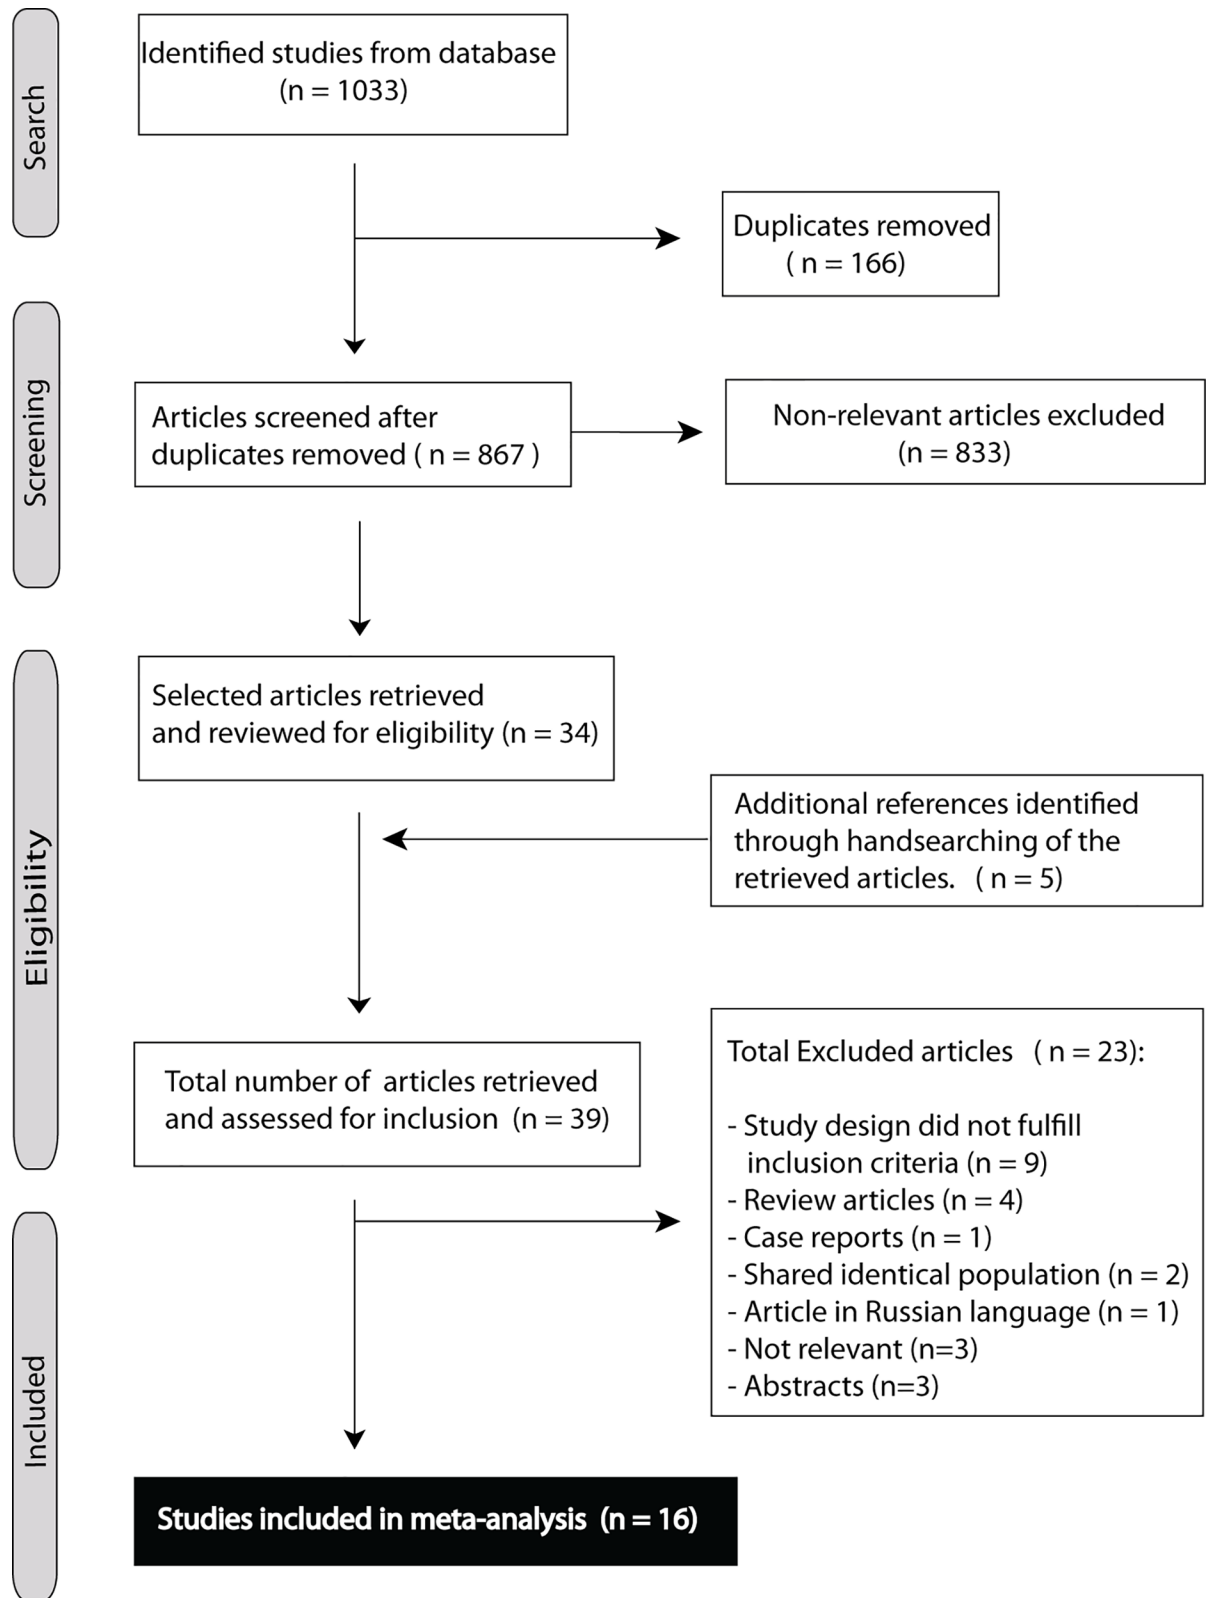 Search
Identified studies from database
(n = 1033)
Duplicates removed
( n = 166)
Screening
Articles screened after
duplicates removed ( n = 867 )
Non-relevant articles excluded
(n = 833)
Eligibility
Selected articles retrieved
and reviewed for eligibility (n = 34)
Additional references identified
through handsearching of the
retrieved articles. ( n = 5)
Total number of articles retrieved
and assessed for inclusion (n = 39)
Total Excluded articles ( n = 23):
- Study design did not fulfill
inclusion criteria (n = 9)
- Review articles (n = 4)
- Case reports (n = 1)
- Shared identical population (n = 2)
- Article in Russian language (n = 1)
- Not relevant (n=3)
- Abstracts (n=3)
Included
Studies included in meta-analysis (n = 16)